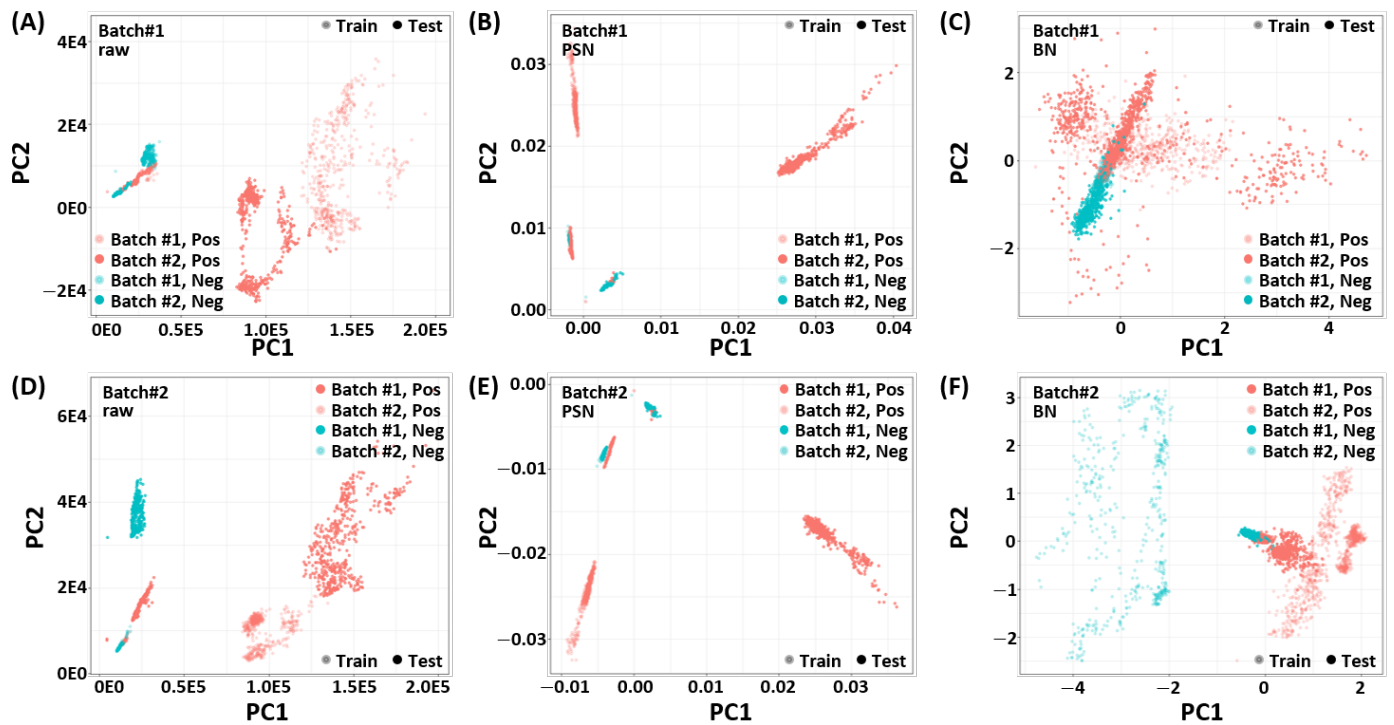 (A)
Batch#1
raw
Train
Test
4E4
2E4
0E0
−2E4
PC2
Batch #1, Pos
Batch #2, Pos
Batch #1, Neg
Batch #2, Neg
0E0
0.5E5
1.0E5
1.5E5
2.0E5
PC1
(B)
Batch#1
PSN
Train
Test
0.03
0.02
0.01
0.00
PC2
Batch #1, Pos
Batch #2, Pos
Batch #1, Neg
Batch #2, Neg
0.00
0.01
0.02
0.03
0.04
PC1
(C)
Batch#1
BN
Train
Test
2
0
−2
PC2
Batch #1, Pos
Batch #2, Pos
Batch #1, Neg
Batch #2, Neg
0
2
4
PC1
(D)
Batch#2
raw
Batch #1, Pos
Batch #2, Pos
Batch #1, Neg
Batch #2, Neg
6E4
4E4
2E4
0E0
PC2
Train
Test
0E0
0.5E5
1.0E5
1.5E5
2.0E5
PC1
(E)
Batch#2
PSN
Batch #1, Pos
Batch #2, Pos
Batch #1, Neg
Batch #2, Neg
0.00
−0.01
−0.02
−0.03
PC2
Train
Test
−0.01
0.00
0.01
0.02
0.03
PC1
(F)
Batch#2
BN
Batch #1, Pos
Batch #2, Pos
Batch #1, Neg
Batch #2, Neg
3
2
1
0
−1
−2
PC2
Train
Test
−4
−2
0
2
PC1